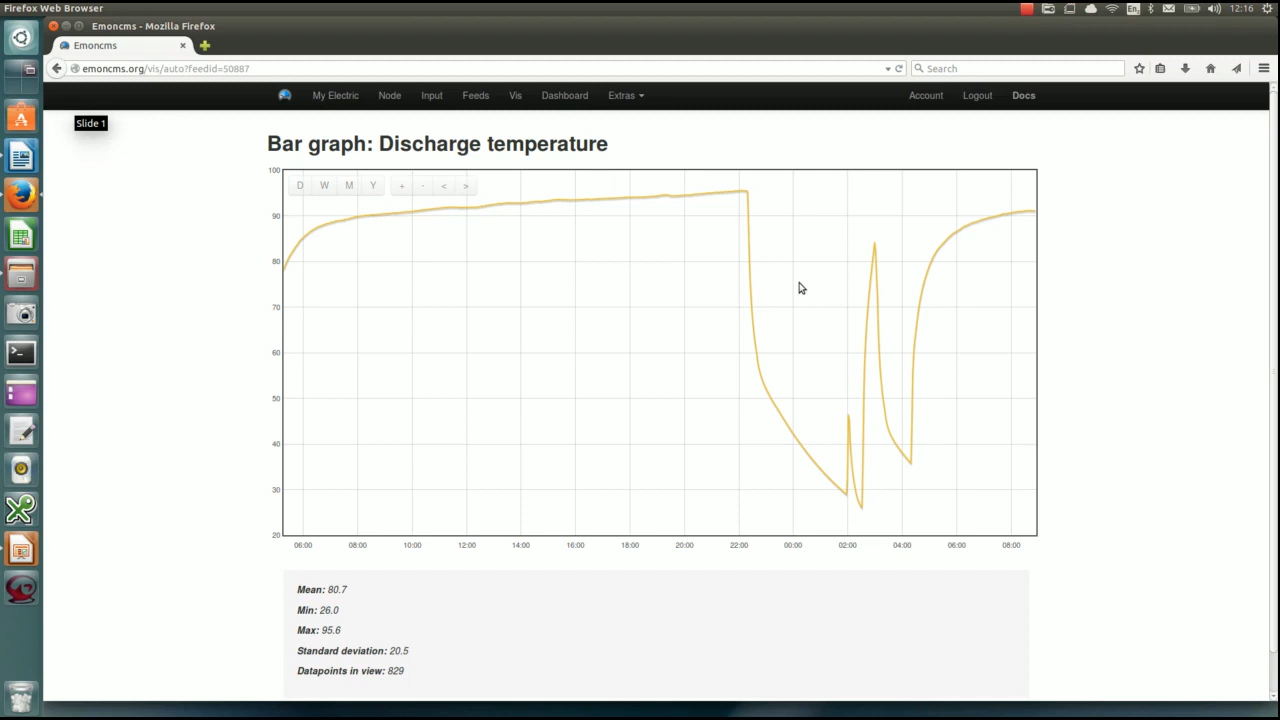 Firefox Web Browser
En
12:16
Emoncms - Mozilla Firefox
Emoncms
emoncms.org/vis/auto?feedid=50887
Search
My Electric Node Input Feeds Vis Dashboard Extras Account Logout Docs
Slide 1
Bar graph: Discharge temperature
D W M Y + - < >
100
90
80
70
60
50
40
30
20
06:00 08:00 10:00 12:00 14:00 16:00 18:00 20:00 22:00 00:00 02:00 04:00 06:00 08:00
Mean: 80.7
Min: 26.0
Max: 95.6
Standard deviation: 20.5
Datapoints in view: 829